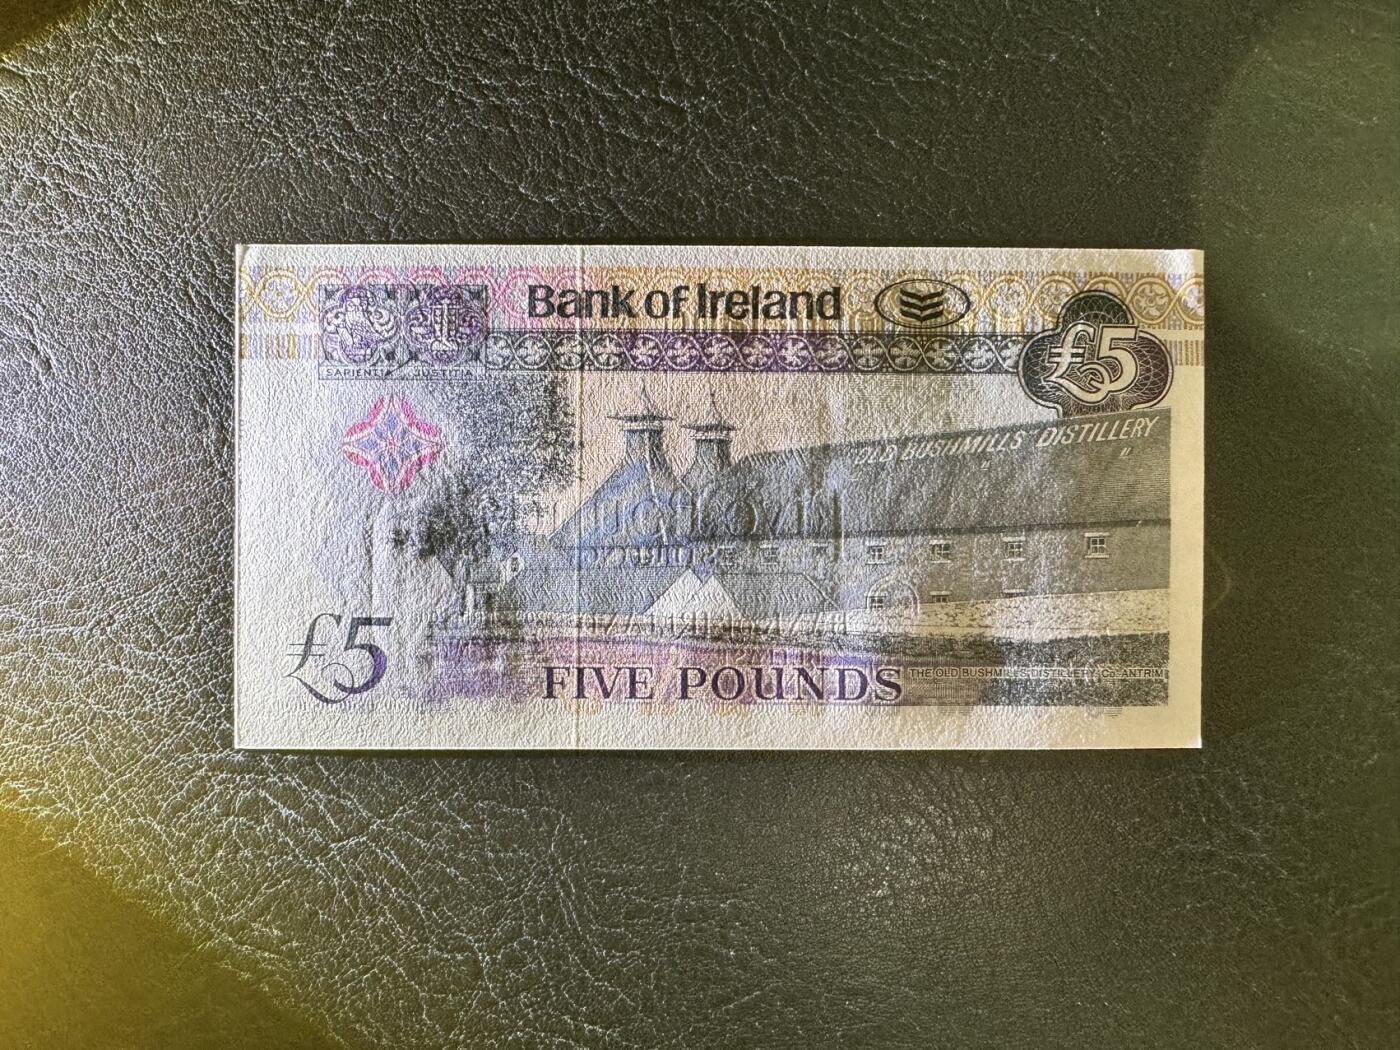 Bank of Ireland
£5
SAPIENTIA JUSTITIA
OLD BUSHMILLS DISTILLERY
£5
FIVE POUNDS
THE OLD BUSHMILLS DISTILLERY, Co. ANTRIM